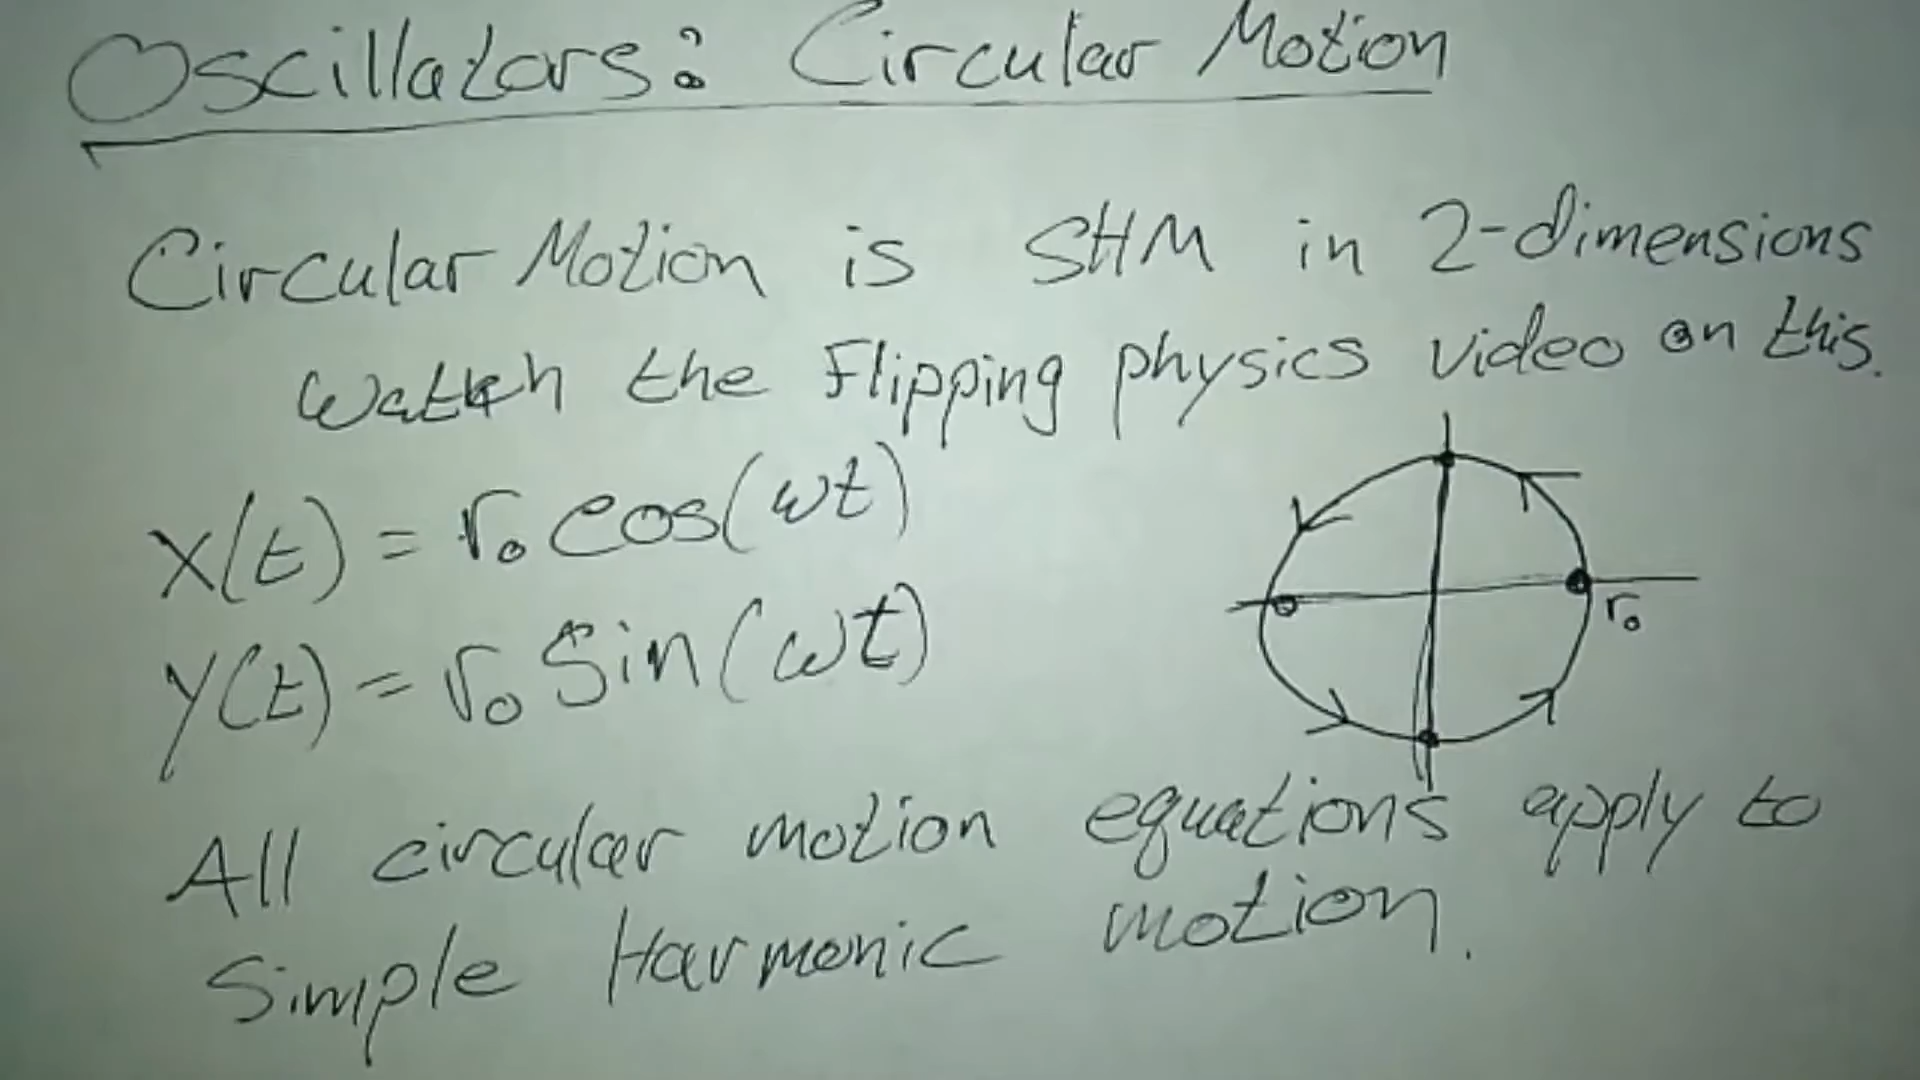 Oscillators: Circular Motion
Circular Motion is SHM in 2-dimensions
Watch the Flipping physics video on this.
X(t) = r₀ cos(ωt)
Y(t) = r₀ Sin(ωt)
r₀
All circular motion equations apply to
Simple Harmonic motion.